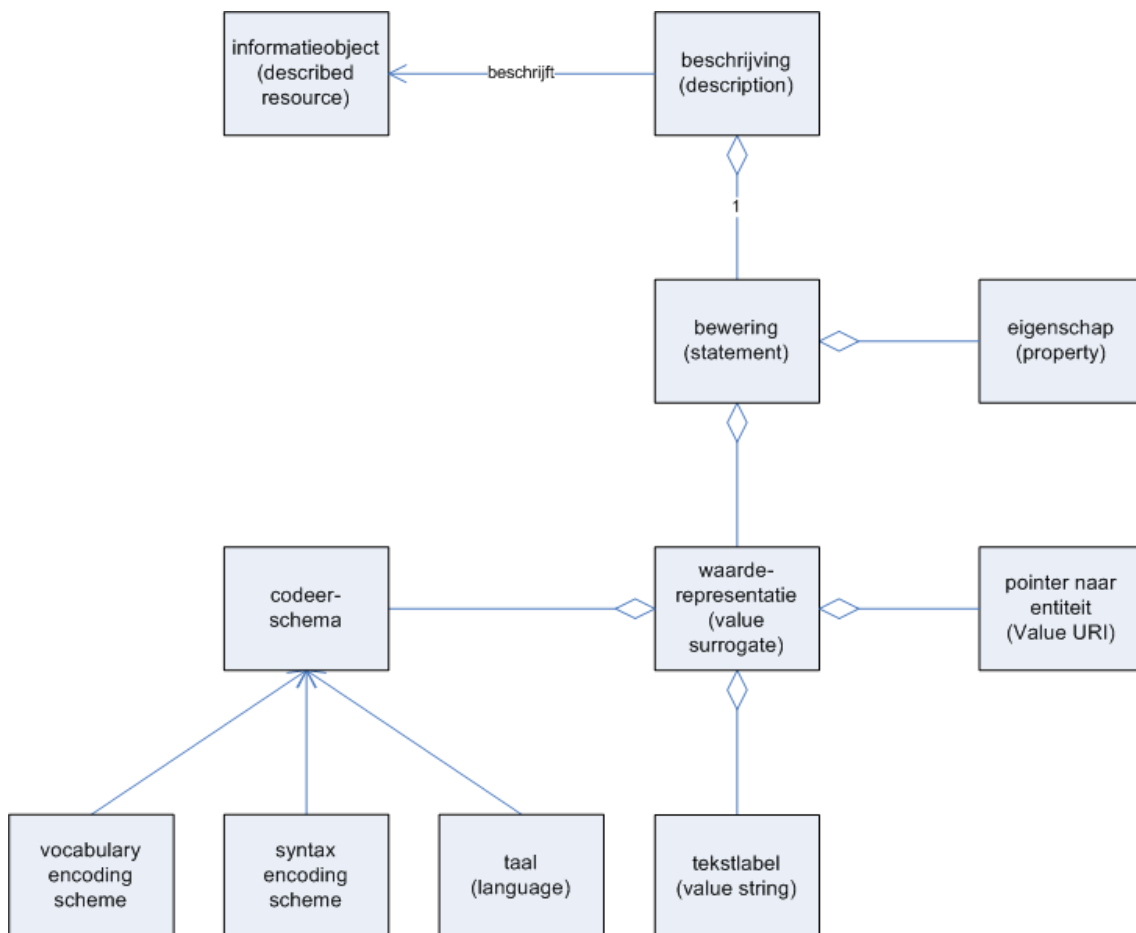 informatieobject
(described
resource)
beschrijft
beschrijving
(description)
1
bewering
(statement)
eigenschap
(property)
codeer-
schema
waarde-
representatie
(value
surrogate)
pointer naar
entiteit
(Value URI)
vocabulary
encoding
scheme
syntax
encoding
scheme
taal
(language)
tekstlabel
(value string)